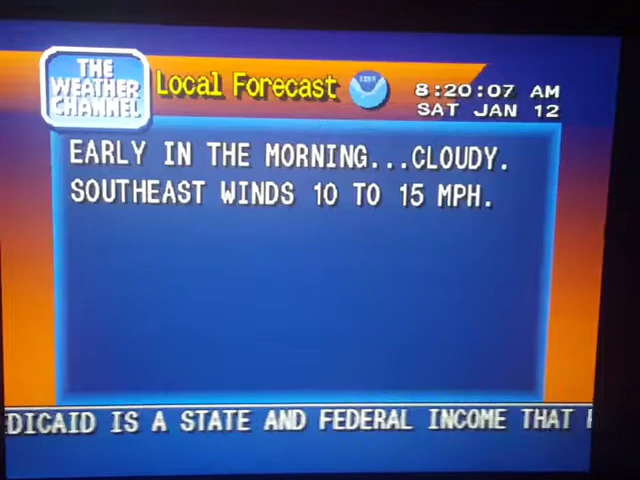 THE
WEATHER
CHANNEL
Local Forecast
8:20:07 AM
SAT JAN 12
EARLY IN THE MORNING...CLOUDY.
SOUTHEAST WINDS 10 TO 15 MPH.
DICAID IS A STATE AND FEDERAL INCOME THAT